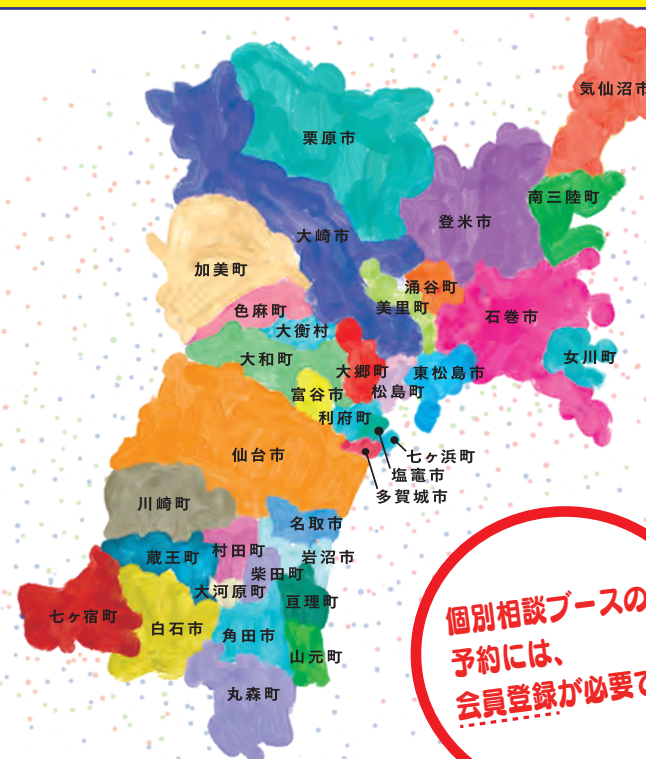 気仙沼市
栗原市
南三陸町
登米市
大崎市
加美町
涌谷町
美里町
色麻町
石巻市
大衡村
大和町
女川町
大郷町
東松島市
松島町
富谷市
利府町
仙台市
七ヶ浜町
塩竈市
多賀城市
川崎町
名取市
村田町
蔵王町
岩沼市
柴田町
大河原町
亘理町
七ヶ宿町
白石市
角田市
山元町
丸森町
個別相談ブースの
予約には、
会員登録が必要で